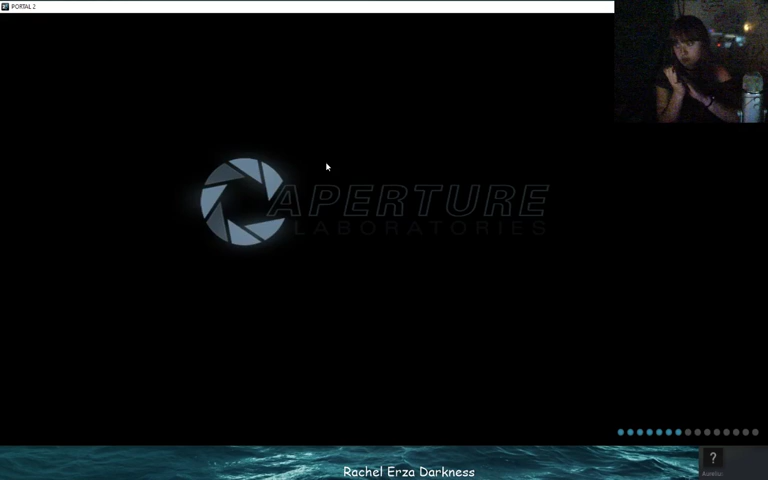 PORTAL 2
APERTURE
LABORATORIES
?
Rachel Erza Darkness